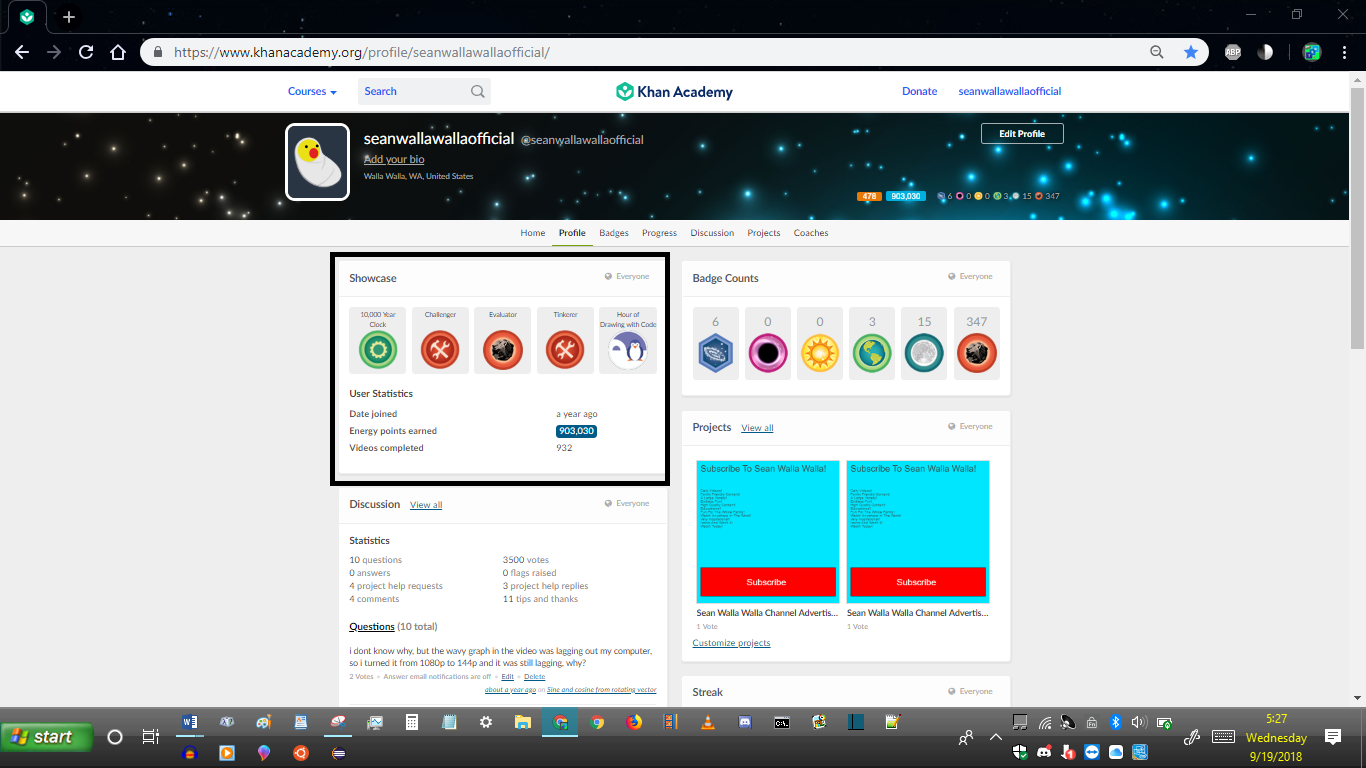 https://www.khanacademy.org/profile/seanwallawallaofficial/
ABP
Courses
Search
Khan Academy
Donate
seanwallawallaofficial
seanwallawallaofficial @seanwallawallaofficial
Add your bio
Walla Walla, WA, United States
Edit Profile
478 903,030 6 0 0 3 15 347
Home Profile Badges Progress Discussion Projects Coaches
Showcase
Everyone
10,000 Year Clock
Challenger
Evaluator
Tinkerer
Hour of Drawing with Code
User Statistics
Date joined a year ago
Energy points earned 903,030
Videos completed 932
Badge Counts
Everyone
6 0 0 3 15 347
Discussion View all
Everyone
Statistics
10 questions 3500 votes
0 answers 0 flags raised
4 project help requests 3 project help replies
4 comments 11 tips and thanks
Questions (10 total)
i dont know why, but the wavy graph in the video was lagging out my computer,
so i turned it from 1080p to 144p and it was still lagging, why?
2 Votes • Answer email notifications are off • Edit • Delete
about a year ago on Sine and cosine from rotating vector
Projects View all
Everyone
Subscribe To Sean Walla Walla!
Subscribe
Sean Walla Walla Channel Advertis...
1 Vote
Subscribe To Sean Walla Walla!
Subscribe
Sean Walla Walla Channel Advertis...
1 Vote
Customize projects
Streak
Everyone
start
5:27
Wednesday
9/19/2018